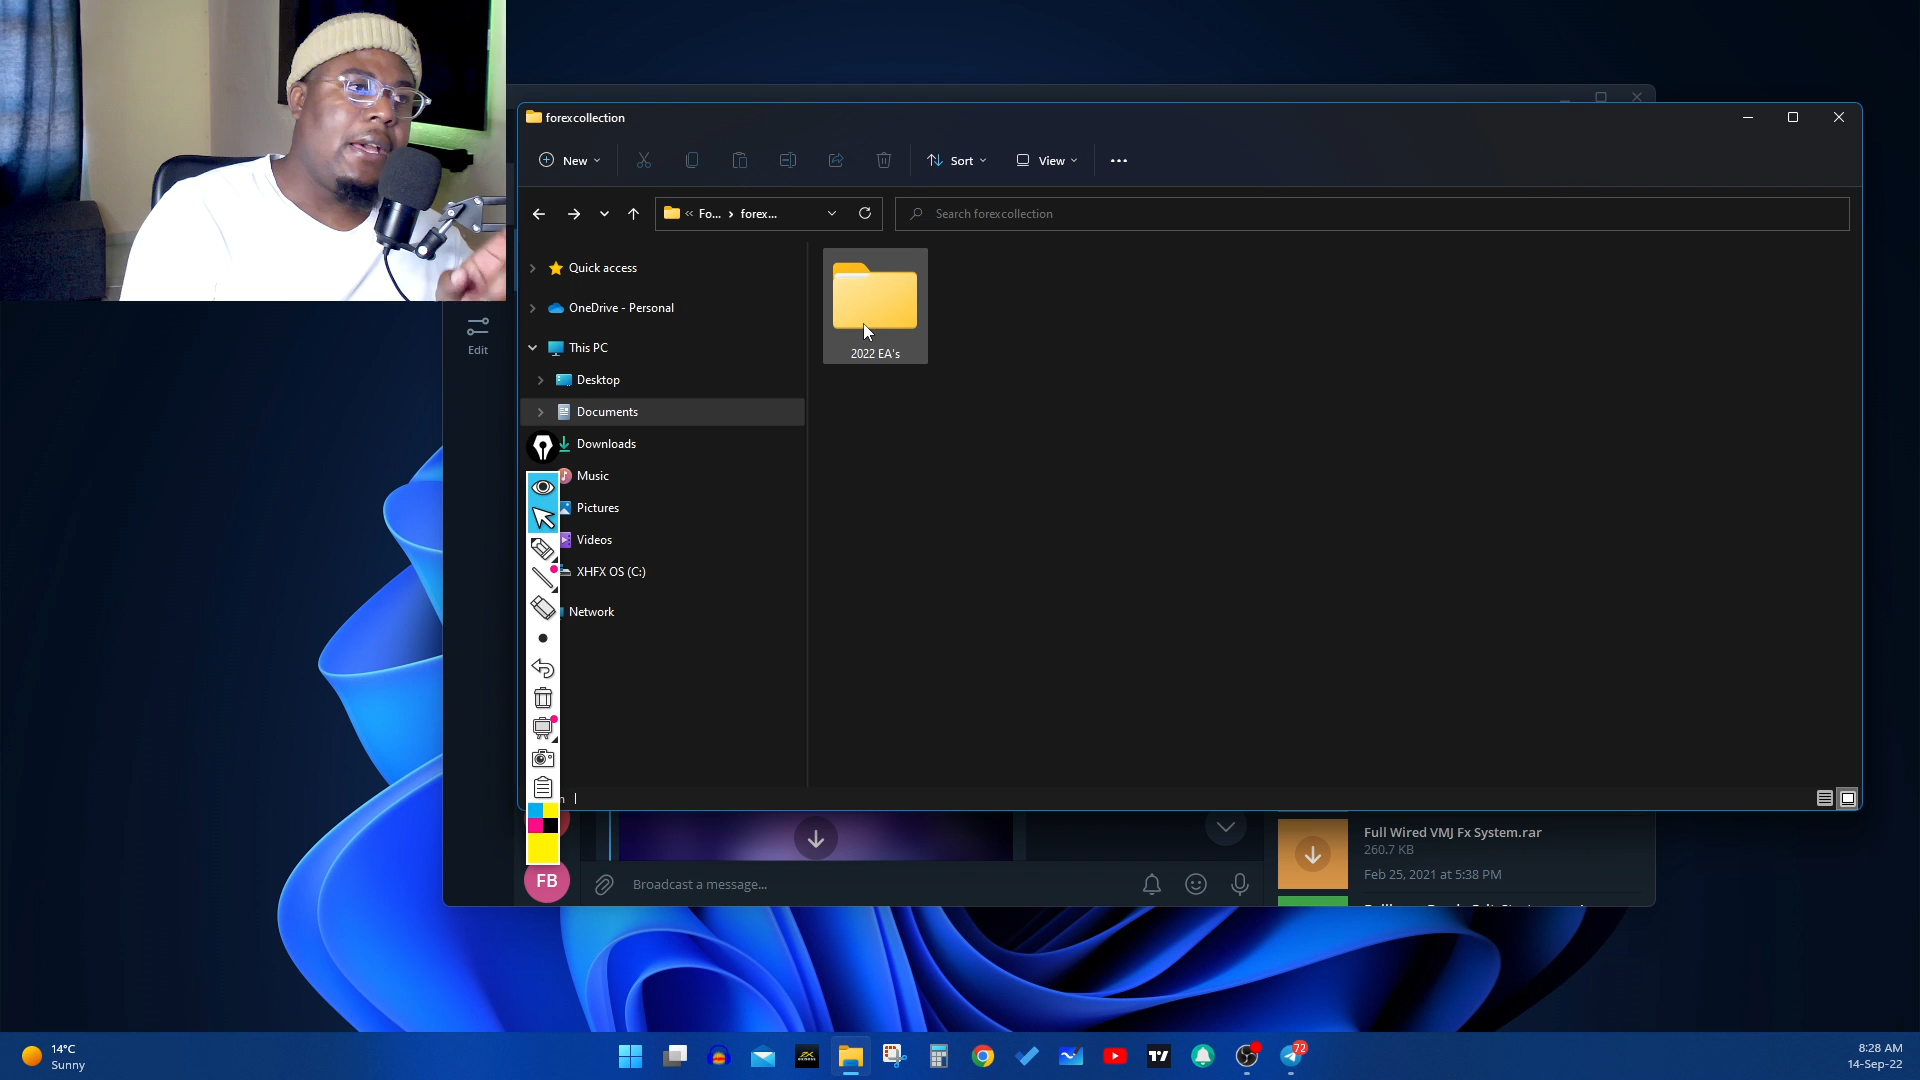 forexcollection
New
Sort
View
Fo...
forex...
Search forexcollection
Quick access
OneDrive - Personal
This PC
Desktop
Documents
Downloads
Music
Pictures
Videos
XHFX OS (C:)
Network
2022 EA's
Edit
FB
Broadcast a message...
Full Wired VMJ Fx System.rar
260.7 KB
Feb 25, 2021 at 5:38 PM
14°C
Sunny
72
8:28 AM
14-Sep-22